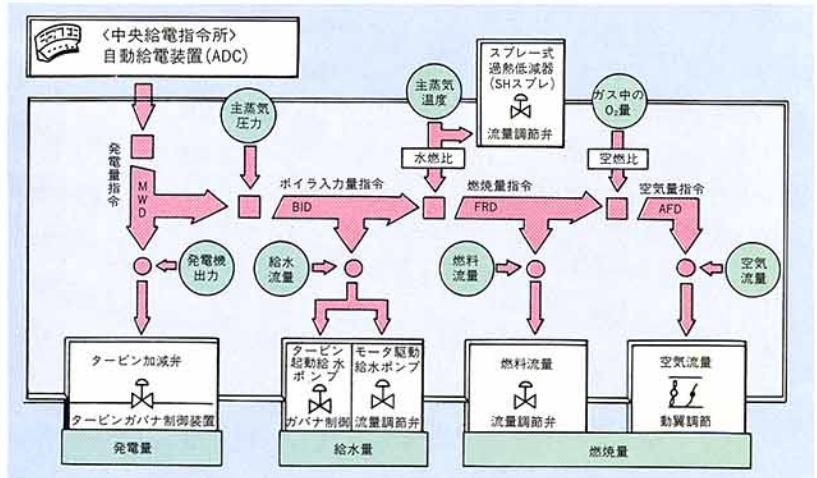 〈中央給電指令所〉
自動給電装置(ADC)
主蒸気
圧力
主蒸気
温度
スプレー式
過熱低減器
(SHスプレ)
流量調節弁
ガス中の
O₂量
発電量指令
MWD
ボイラ入力量指令
BID
水燃比
燃焼量指令
FRD
空燃比
空気量指令
AFD
発電機
出力
給水
流量
燃料
流量
空気
流量
タービン加減弁
タービンガバナ制御装置
発電量
タービン
起動給水
ポンプ
ガバナ制御
モータ駆動
給水ポンプ
流量調節弁
給水量
燃料流量
流量調節弁
空気流量
動翼調節
燃焼量